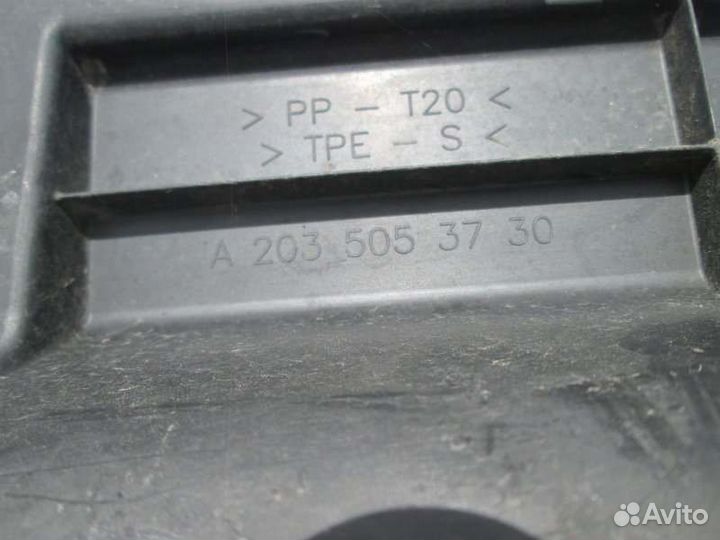 > PP - T20 <
> TPE - S <
A 203 505 37 30
Avito